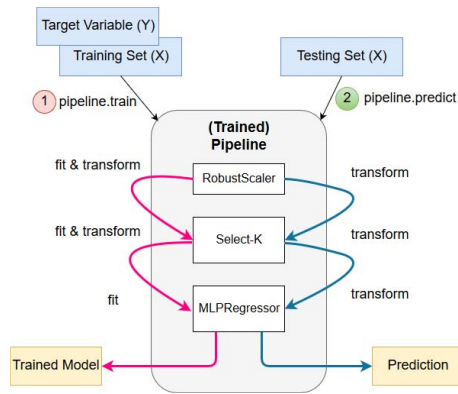 Target Variable (Y)
Training Set (X)
Testing Set (X)
1 pipeline.train
2 pipeline.predict
(Trained)
Pipeline
fit & transform
RobustScaler
transform
fit & transform
Select-K
transform
fit
MLPRegressor
transform
Trained Model
Prediction